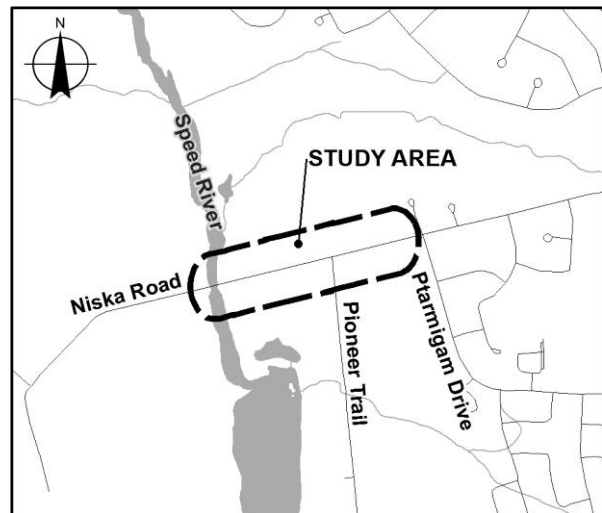 N
Speed River
STUDY AREA
Niska Road
Pioneer Trail
Ptarmigam Drive